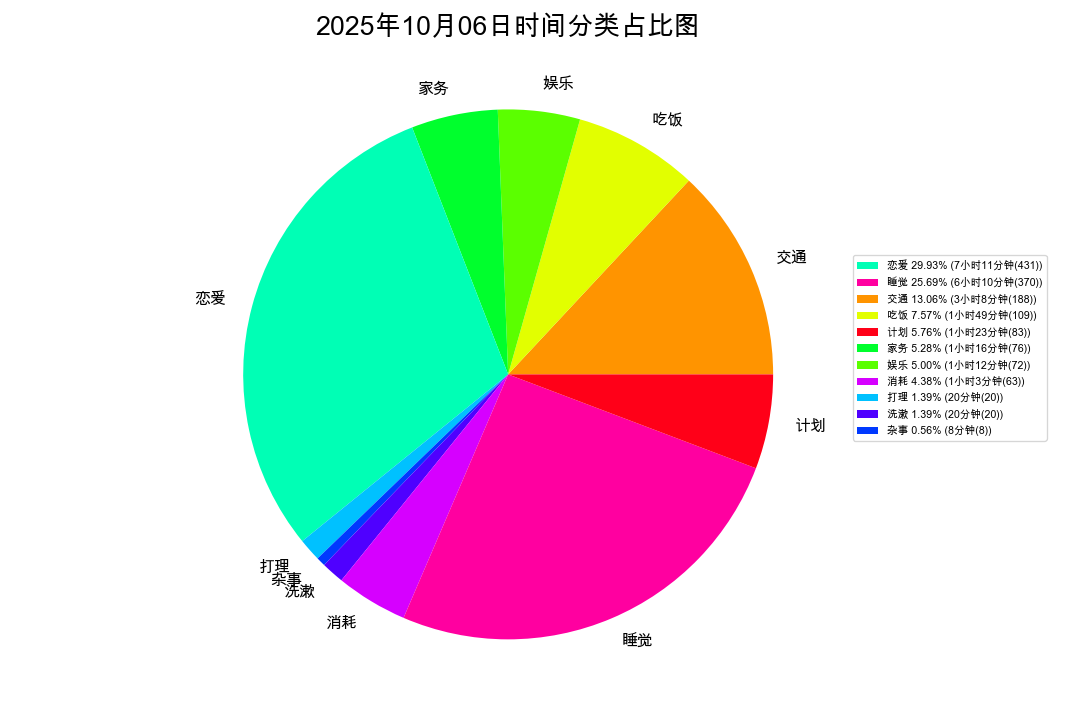 2025年10月06日时间分类占比图
娱乐
家务
吃饭
交通
恋爱
计划
打理
杂事
洗漱
消耗
睡觉
恋爱 29.93% (7小时11分钟(431))
睡觉 25.69% (6小时10分钟(370))
交通 13.06% (3小时8分钟(188))
吃饭 7.57% (1小时49分钟(109))
计划 5.76% (1小时23分钟(83))
家务 5.28% (1小时16分钟(76))
娱乐 5.00% (1小时12分钟(72))
消耗 4.38% (1小时3分钟(63))
打理 1.39% (20分钟(20))
洗漱 1.39% (20分钟(20))
杂事 0.56% (8分钟(8))